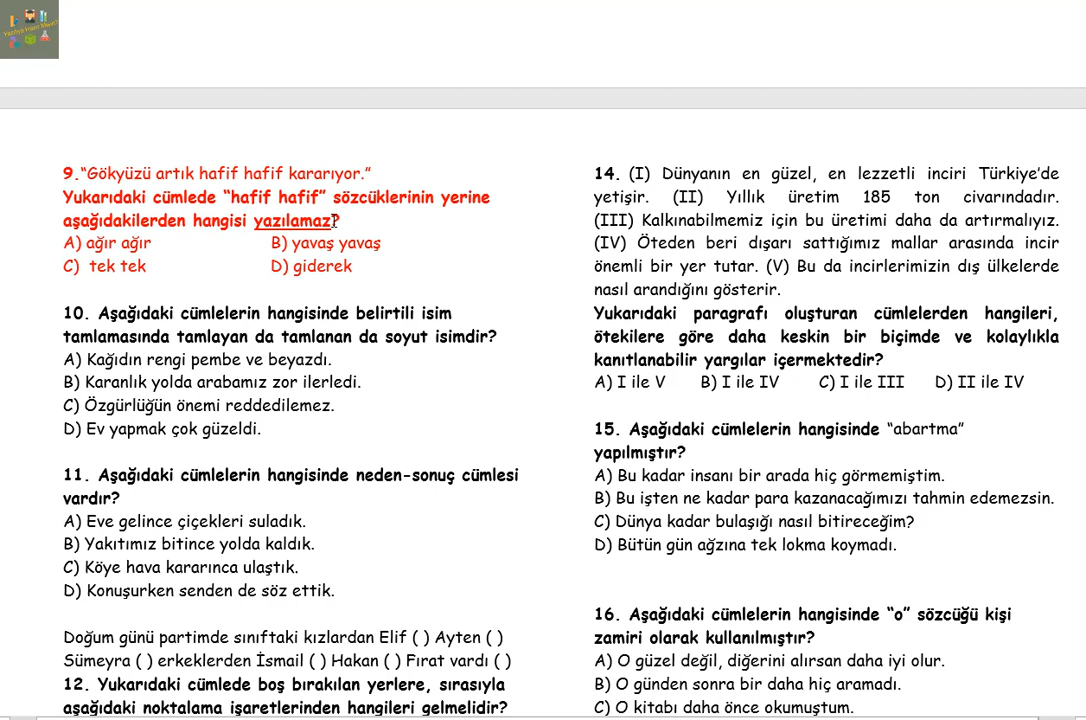 Yazılıya Hazır Mıyız?
9."Gökyüzü artık hafif hafif kararıyor."
Yukarıdaki cümlede "hafif hafif" sözcüklerinin yerine
aşağıdakilerden hangisi yazılamaz?
A) ağır ağır B) yavaş yavaş
C) tek tek D) giderek
10. Aşağıdaki cümlelerin hangisinde belirtili isim
tamlamasında tamlayan da tamlanan da soyut isimdir?
A) Kağıdın rengi pembe ve beyazdı.
B) Karanlık yolda arabamız zor ilerledi.
C) Özgürlüğün önemi reddedilemez.
D) Ev yapmak çok güzeldi.
11. Aşağıdaki cümlelerin hangisinde neden-sonuç cümlesi
vardır?
A) Eve gelince çiçekleri suladık.
B) Yakıtımız bitince yolda kaldık.
C) Köye hava kararınca ulaştık.
D) Konuşurken senden de söz ettik.
Doğum günü partimde sınıftaki kızlardan Elif ( ) Ayten ( )
Sümeyra ( ) erkeklerden İsmail ( ) Hakan ( ) Fırat vardı ( )
12. Yukarıdaki cümlede boş bırakılan yerlere, sırasıyla
aşağıdaki noktalama işaretlerinden hangileri gelmelidir?
14. (I) Dünyanın en güzel, en lezzetli inciri Türkiye'de
yetişir. (II) Yıllık üretim 185 ton civarındadır.
(III) Kalkınabilmemiz için bu üretimi daha da artırmalıyız.
(IV) Öteden beri dışarı sattığımız mallar arasında incir
önemli bir yer tutar. (V) Bu da incirlerimizin dış ülkelerde
nasıl arandığını gösterir.
Yukarıdaki paragrafı oluşturan cümlelerden hangileri,
ötekilere göre daha keskin bir biçimde ve kolaylıkla
kanıtlanabilir yargılar içermektedir?
A) I ile V B) I ile IV C) I ile III D) II ile IV
15. Aşağıdaki cümlelerin hangisinde "abartma"
yapılmıştır?
A) Bu kadar insanı bir arada hiç görmemiştim.
B) Bu işten ne kadar para kazanacağımızı tahmin edemezsin.
C) Dünya kadar bulaşığı nasıl bitireceğim?
D) Bütün gün ağzına tek lokma koymadı.
16. Aşağıdaki cümlelerin hangisinde "o" sözcüğü kişi
zamiri olarak kullanılmıştır?
A) O güzel değil, diğerini alırsan daha iyi olur.
B) O günden sonra bir daha hiç aramadı.
C) O kitabı daha önce okumuştum.